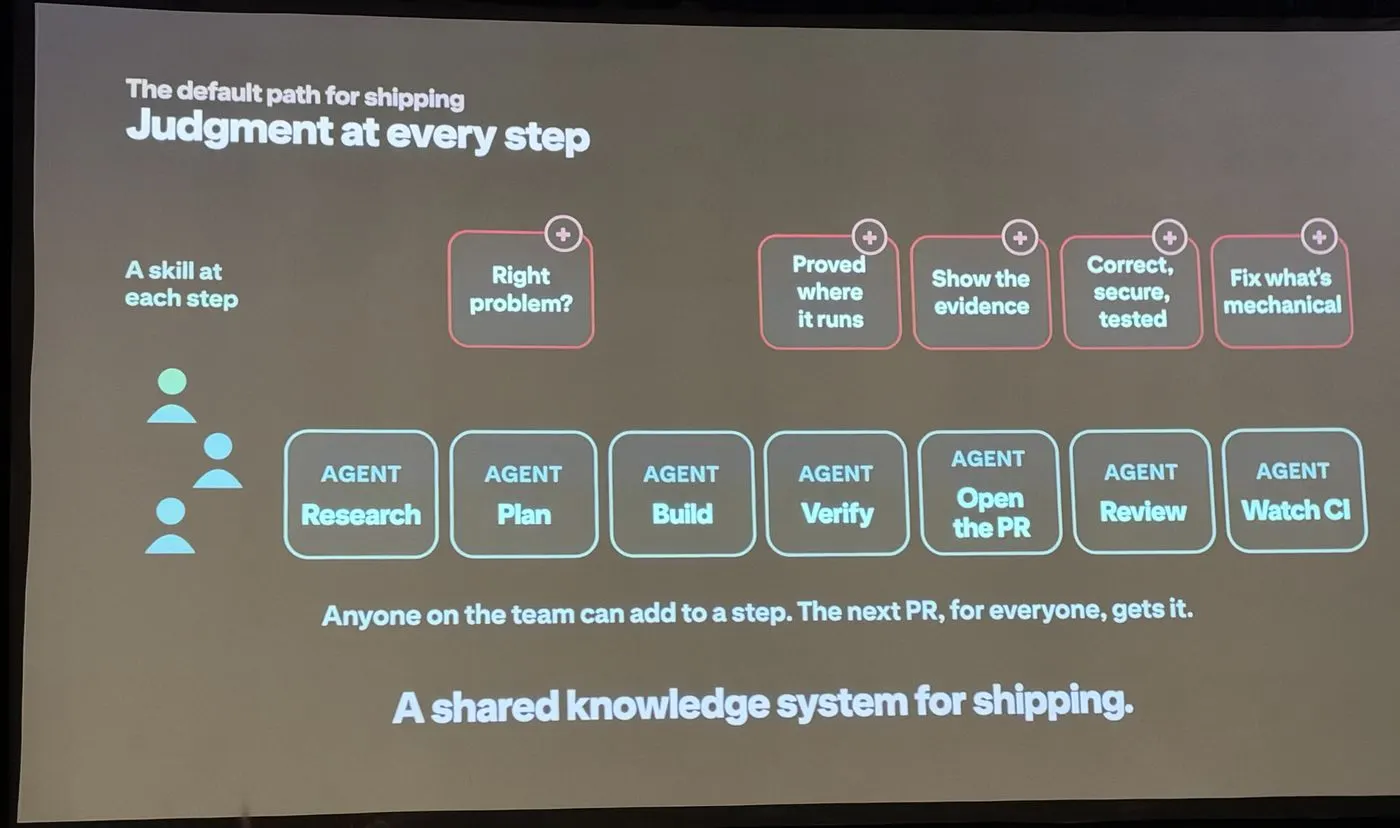 The default path for shipping
Judgment at every step
A skill at
each step
Right
problem?
Proved
where
it runs
Show the
evidence
Correct,
secure,
tested
Fix what's
mechanical
AGENT
Research
AGENT
Plan
AGENT
Build
AGENT
Verify
AGENT
Open
the PR
AGENT
Review
AGENT
Watch CI
Anyone on the team can add to a step. The next PR, for everyone, gets it.
A shared knowledge system for shipping.